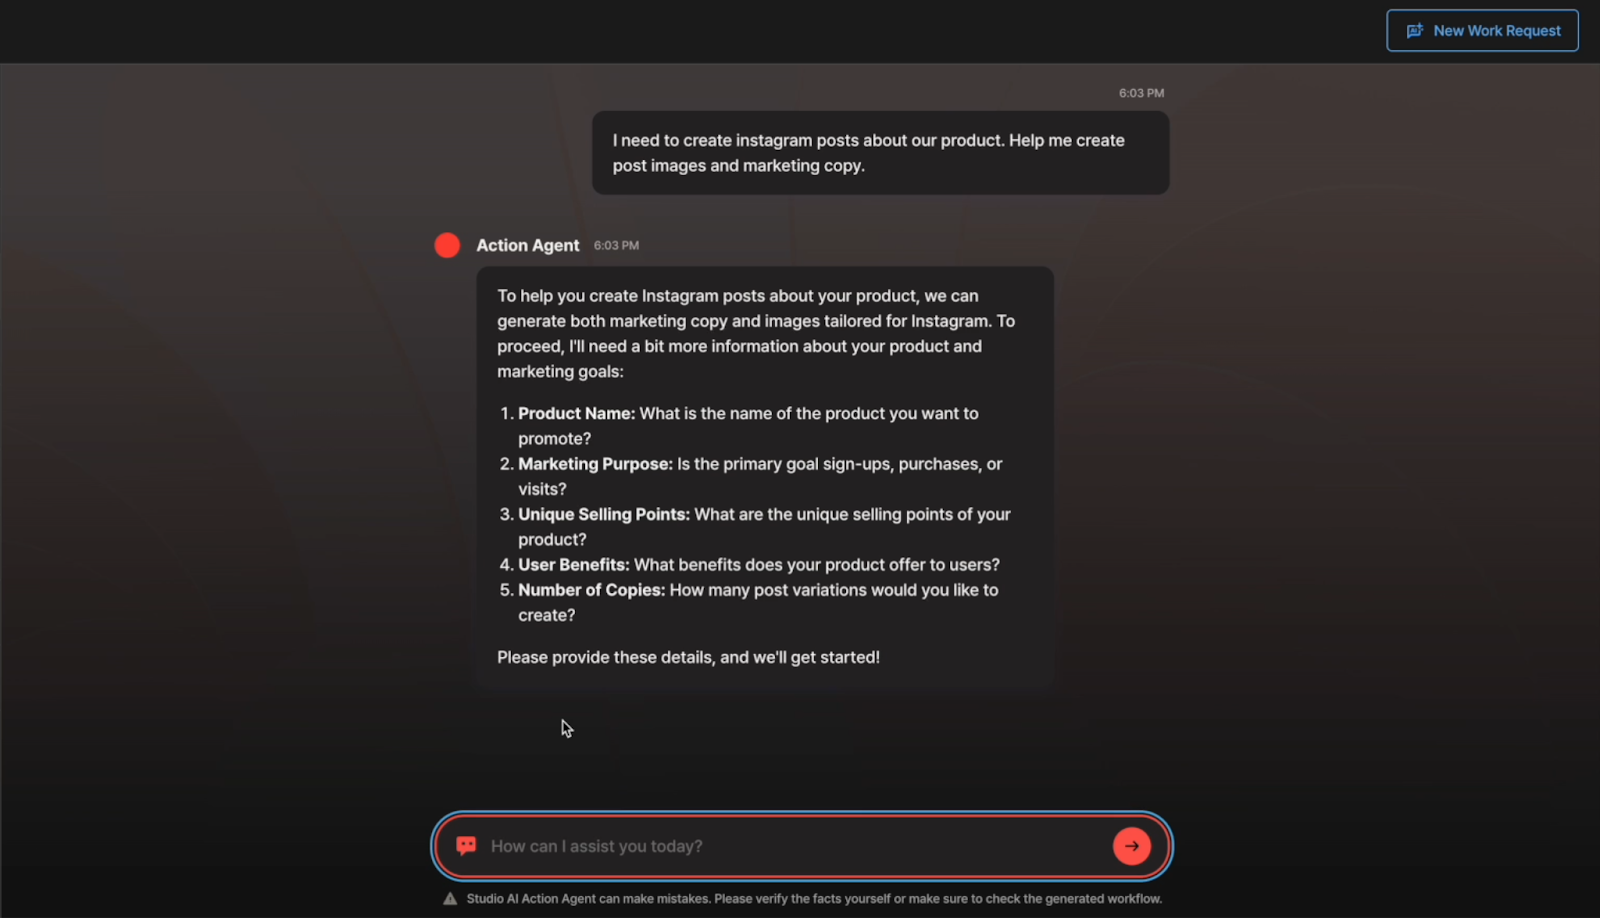 New Work Request
6:03 PM
I need to create instagram posts about our product. Help me create
post images and marketing copy.
Action Agent 6:03 PM
To help you create Instagram posts about your product, we can
generate both marketing copy and images tailored for Instagram. To
proceed, I'll need a bit more information about your product and
marketing goals:
1. Product Name: What is the name of the product you want to
promote?
2. Marketing Purpose: Is the primary goal sign-ups, purchases, or
visits?
3. Unique Selling Points: What are the unique selling points of your
product?
4. User Benefits: What benefits does your product offer to users?
5. Number of Copies: How many post variations would you like to
create?
Please provide these details, and we'll get started!
How can I assist you today?
Studio AI Action Agent can make mistakes. Please verify the facts yourself or make sure to check the generated workflow.